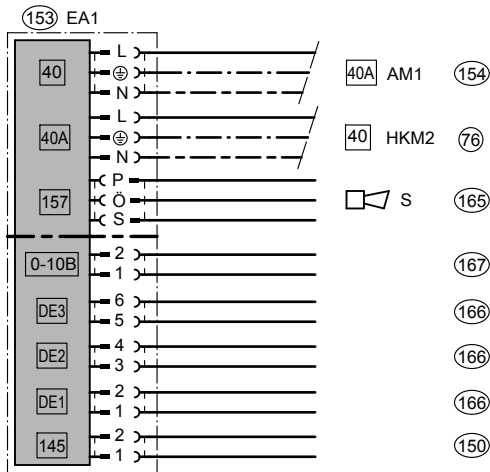 153 EA1
L
40 40A AM1 154
N
L
40A 40 HKM2 76
N
P
157 Ö S 165
S
0-10В 2 167
1
DE3 6 166
5
DE2 4 166
3
DE1 2 166
1
145 2 150
1